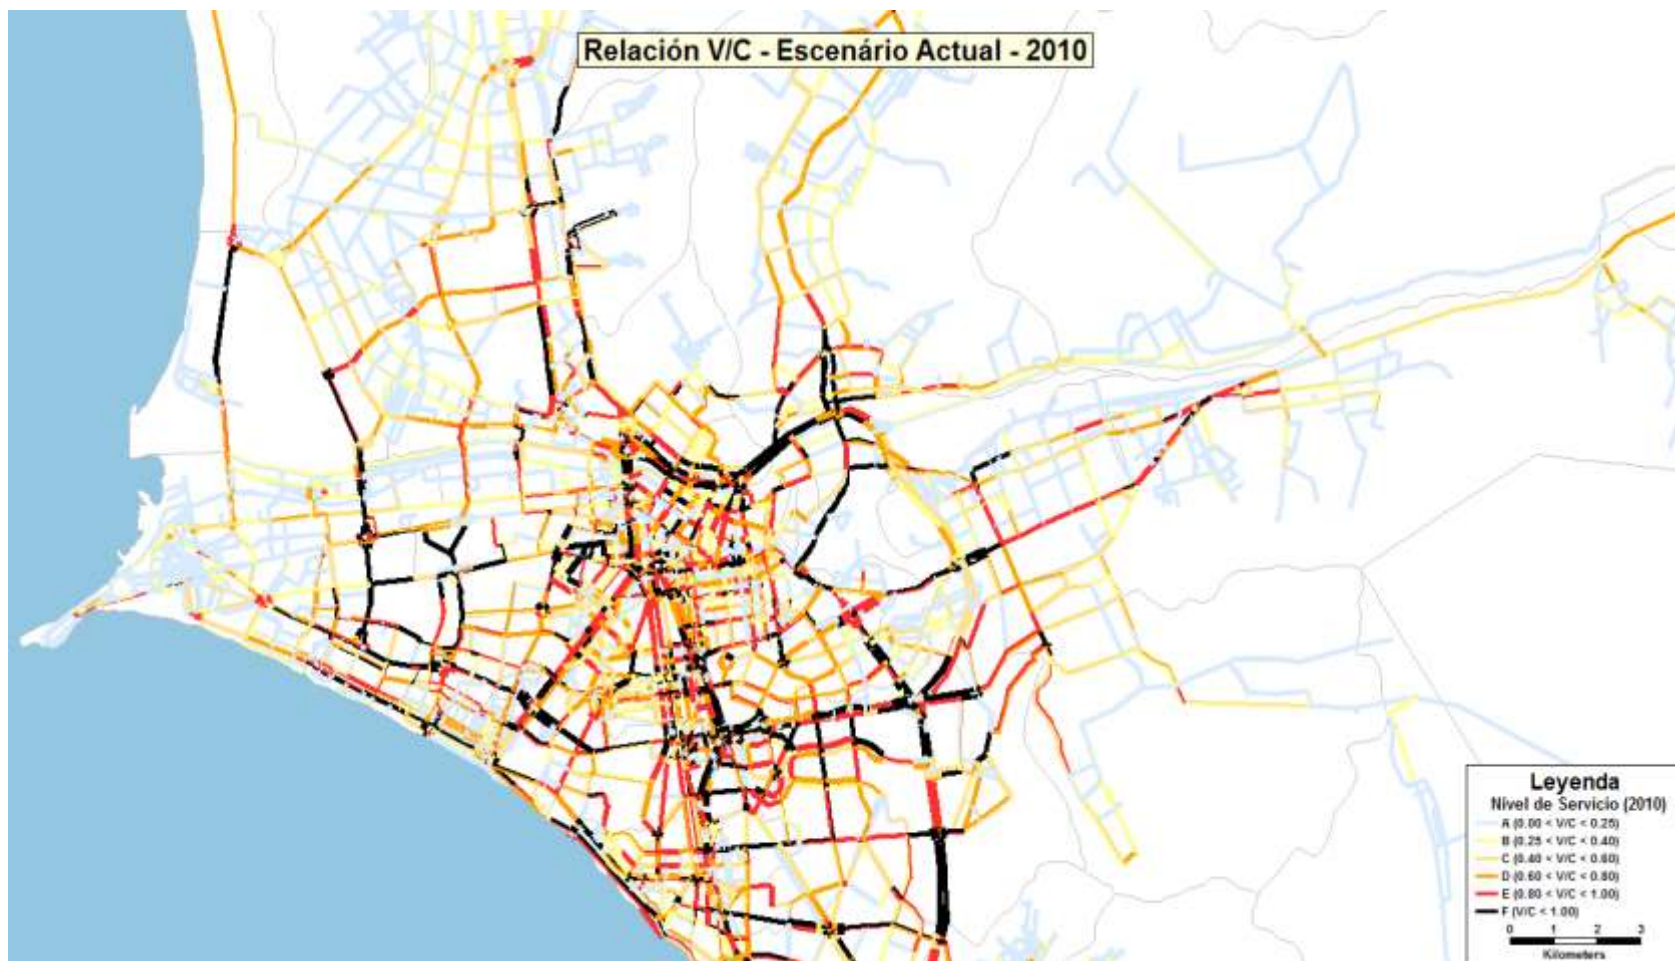 Relación V/C - Escenário Actual - 2010
Leyenda
Nível de Servicio (2010)
A (0.00 < V/C < 0.25)
B (0.25 < V/C < 0.40)
C (0.40 < V/C < 0.60)
D (0.60 < V/C < 0.80)
E (0.80 < V/C < 1.00)
F (V/C < 1.00)
0 1 2 3
Kilometers